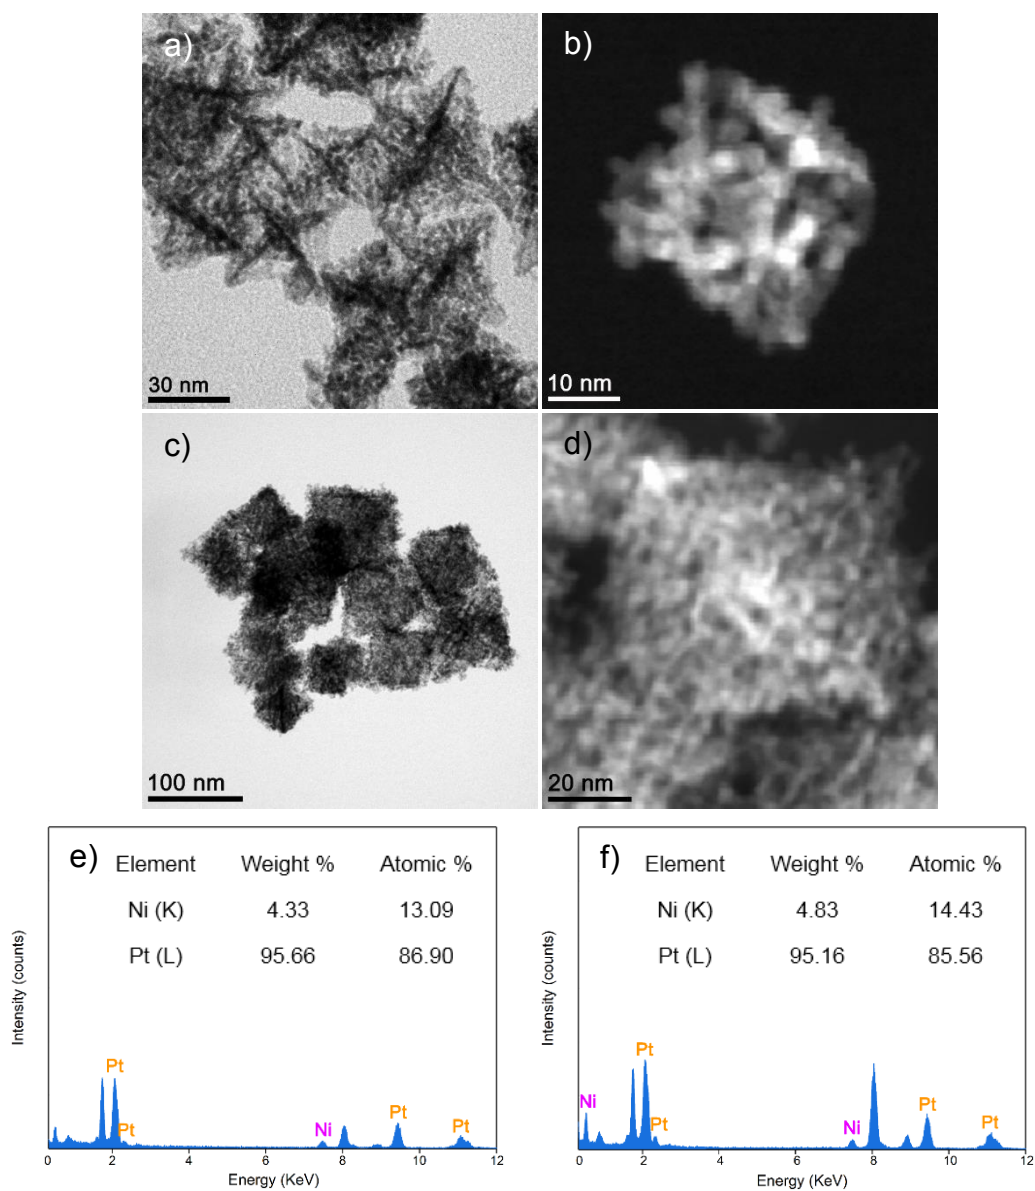 a)
b)
30 nm
10 nm
c)
d)
100 nm
20 nm
e)
Element Weight % Atomic %
Ni (K) 4.33 13.09
Pt (L) 95.66 86.90
Intensity (counts)
Pt
Pt
Ni
Pt
Pt
0 2 4 6 8 10 12
Energy (KeV)
f)
Element Weight % Atomic %
Ni (K) 4.83 14.43
Pt (L) 95.16 85.56
Intensity (counts)
Ni
Pt
Pt
Ni
Pt
Pt
0 2 4 6 8 10 12
Energy (KeV)